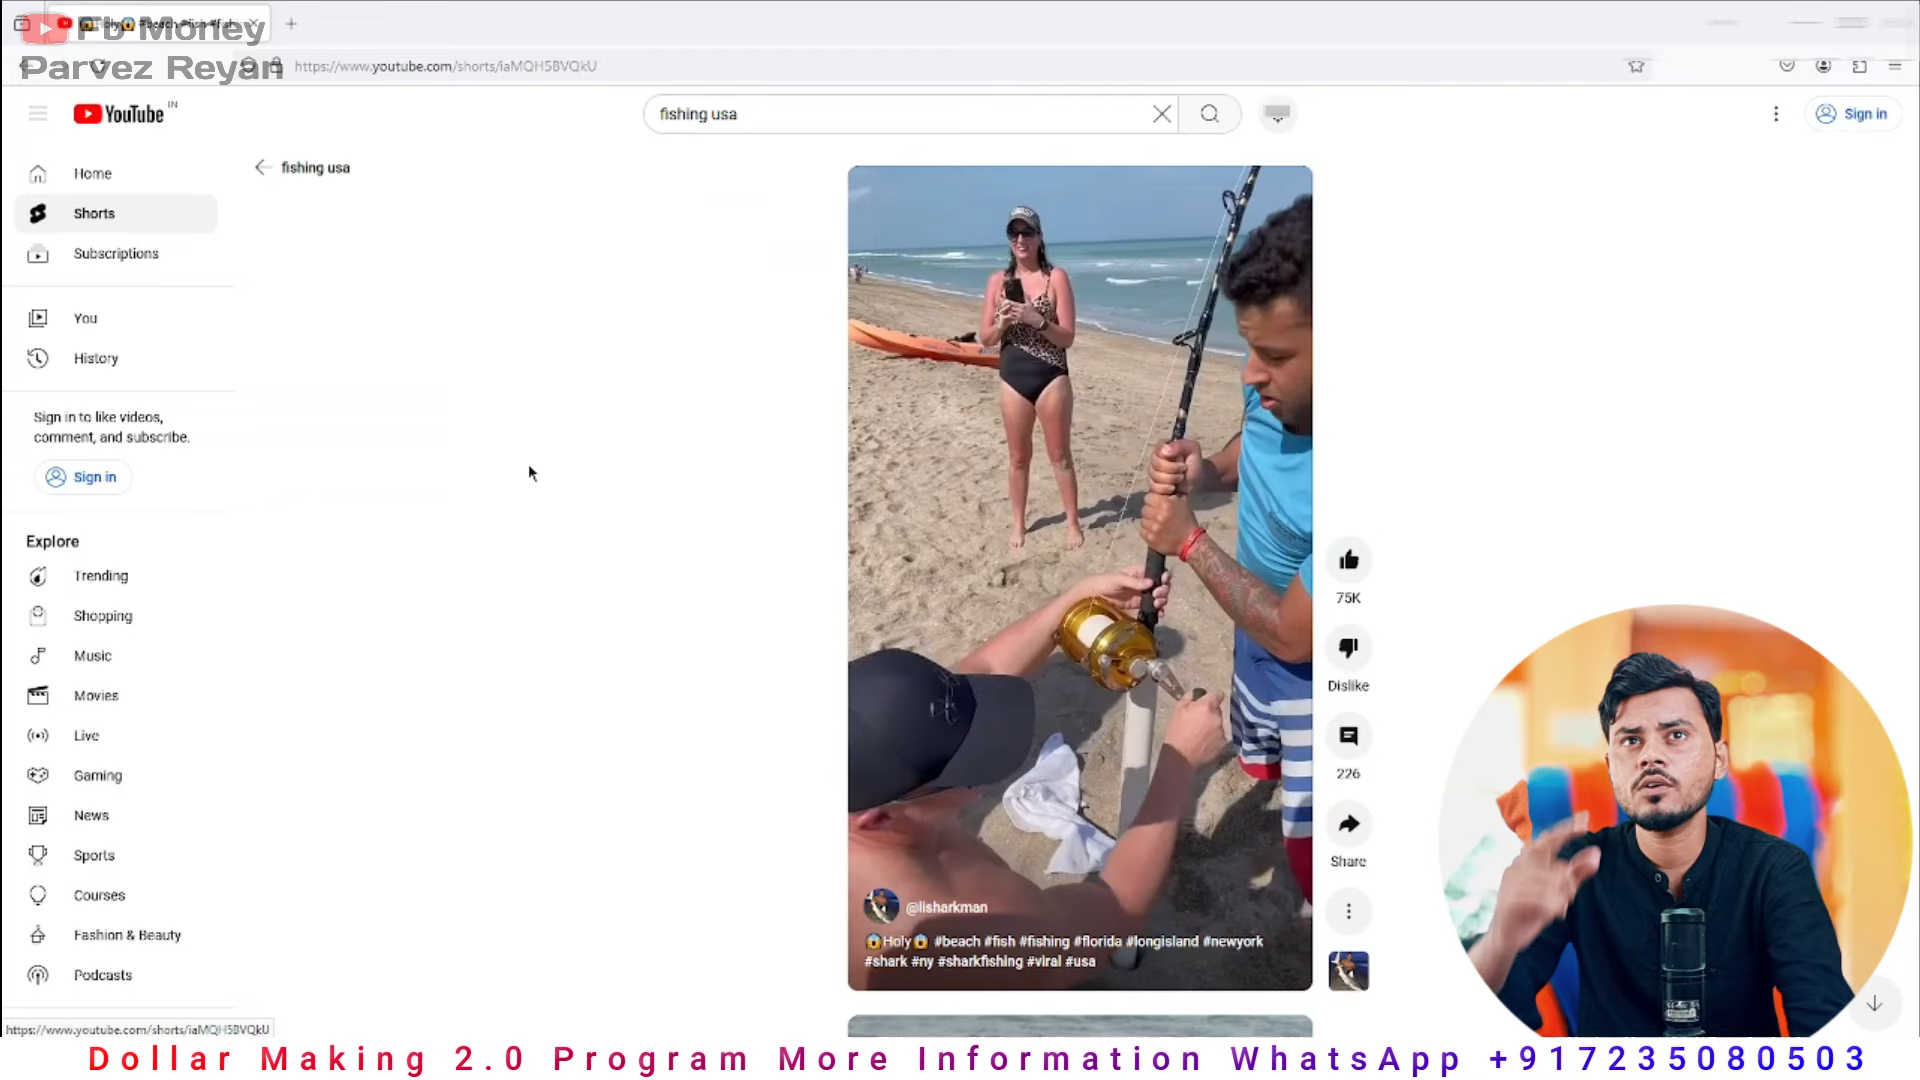 Fb Money
Parvez Reyan
https://www.youtube.com/shorts/iaMQH5BVQkU
YouTube IN
fishing usa
Sign in
Home
Shorts
Subscriptions
You
History
Sign in to like videos,
comment, and subscribe.
Sign in
Explore
Trending
Shopping
Music
Movies
Live
Gaming
News
Sports
Courses
Fashion & Beauty
Podcasts
https://www.youtube.com/shorts/iaMQH5BVQkU
fishing usa
@lisharkman
😱Holy😱 #beach #fish #fishing #florida #longisland #newyork
#shark #ny #sharkfishing #viral #usa
75K
Dislike
226
Share
Dollar Making 2.0 Program More Information WhatsApp +917235080503